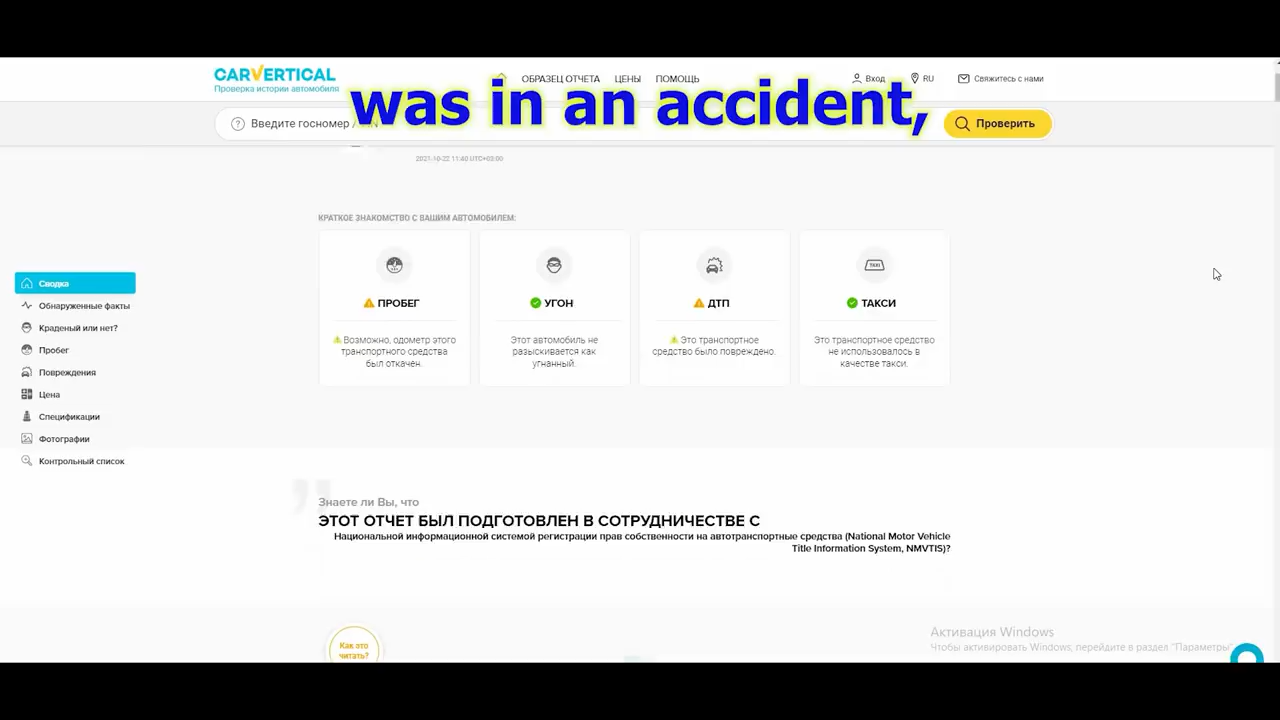 CARVERTICAL
Проверка истории автомобиля
ОБРАЗЕЦ ОТЧЕТА
ЦЕНЫ
ПОМОЩЬ
Вход
RU
Свяжитесь с нами
was in an accident,
Введите госномер /
Проверить
2021-10-22 11:40 UTC+03:00
КРАТКОЕ ЗНАКОМСТВО С ВАШИМ АВТОМОБИЛЕМ:
Сводка
Обнаруженные факты
Краденый или нет?
Пробег
Повреждения
Цена
Спецификации
Фотографии
Контрольный список
ПРОБЕГ
Возможно, одометр этого
транспортного средства
был откачен.
УГОН
Этот автомобиль не
разыскивается как
угнанный.
ДТП
Это транспортное
средство было повреждено.
TAXI
ТАКСИ
Это транспортное средство
не использовалось в
качестве такси.
Знаете ли Вы, что
ЭТОТ ОТЧЕТ БЫЛ ПОДГОТОВЛЕН В СОТРУДНИЧЕСТВЕ С
Национальной информационной системой регистрации прав собственности на автотранспортные средства (National Motor Vehicle
Title Information System, NMVTIS)?
Как это
читать?
Активация Windows
Чтобы активировать Windows, перейдите в раздел "Параметры".